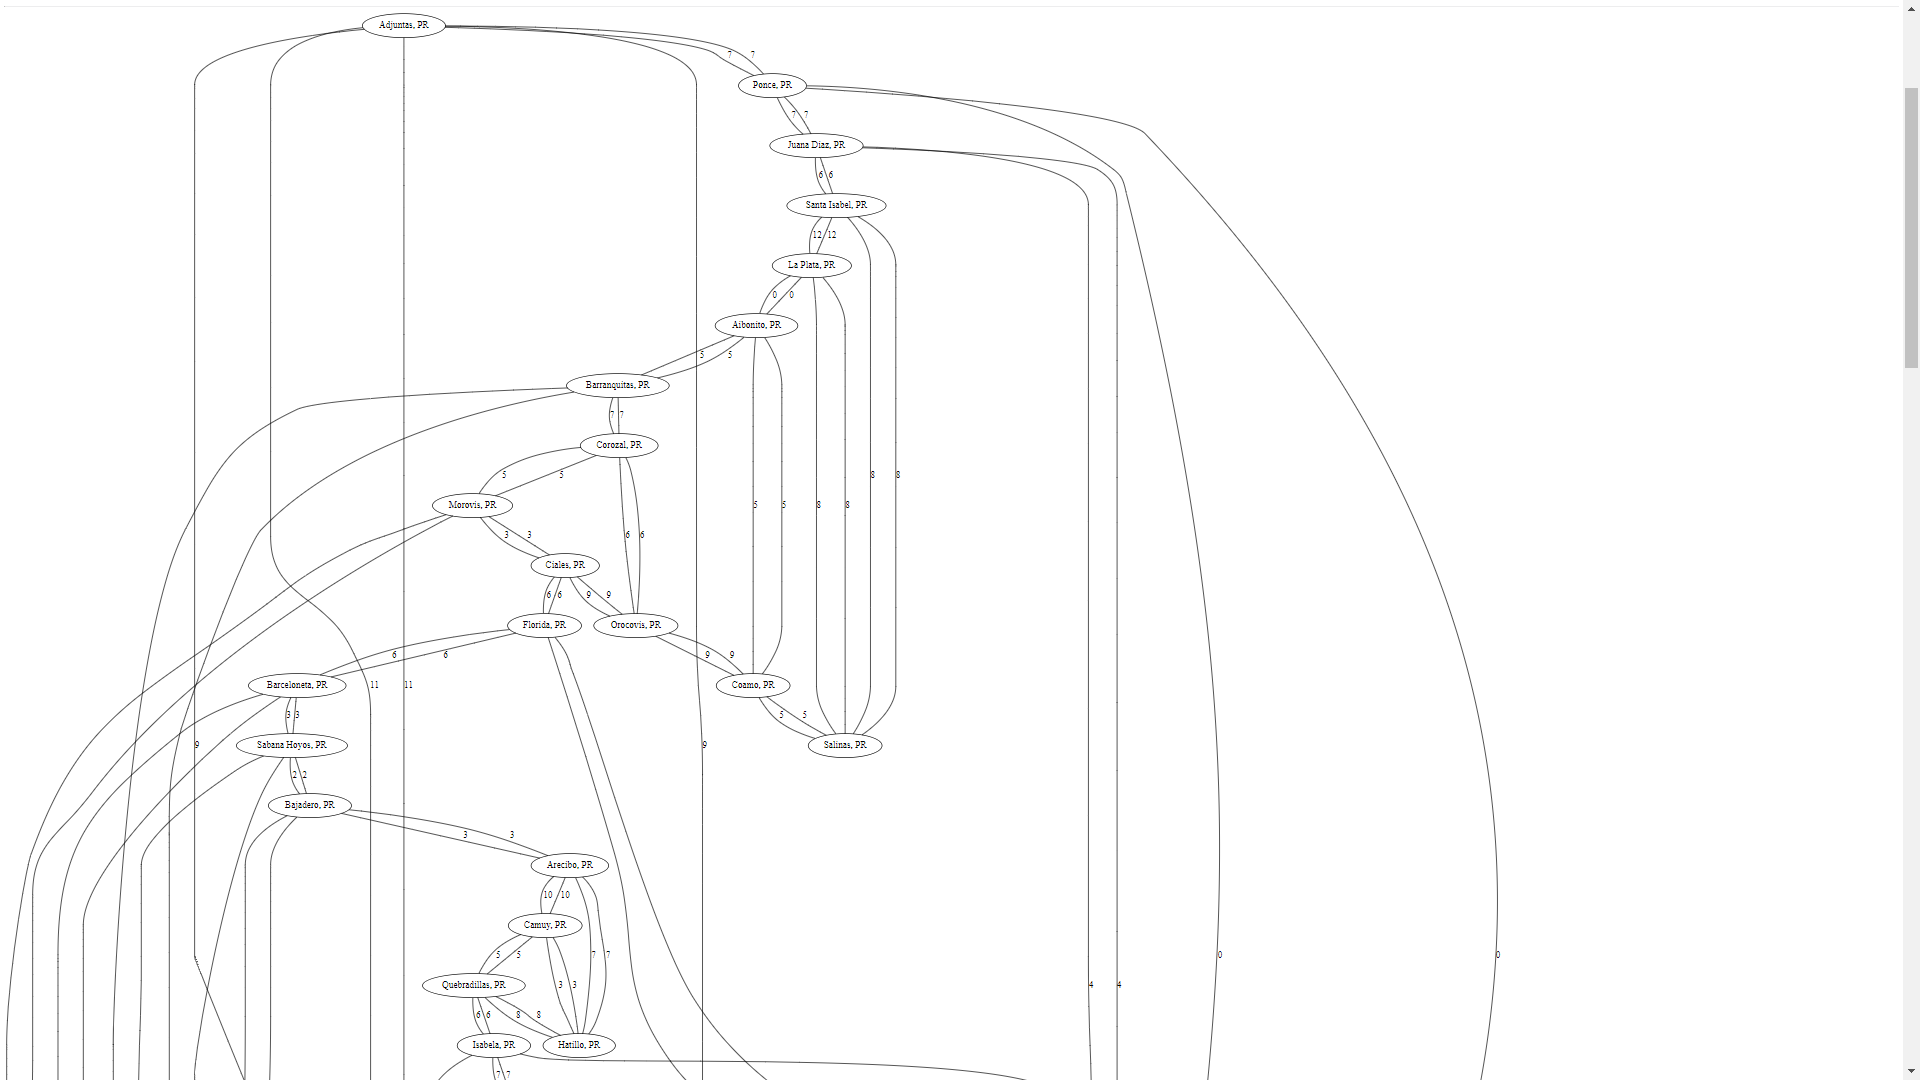 Adjuntas, PR
7 7
Ponce, PR
7 7
Juana Diaz, PR
6 6
Santa Isabel, PR
12 12
La Plata, PR
0 0
Aibonito, PR
5 5
Barranquitas, PR
7 7
Corozal, PR
5 5 8 8
Morovis, PR
5 5 8 8
3 3 6 6
Ciales, PR
6 6 9 9
Florida, PR
Orocovis, PR
6 6 9 9
Barceloneta, PR
11 11
Coamo, PR
3 3 5 5
Sabana Hoyos, PR
9 9
Salinas, PR
2 2
Bajadero, PR
3 3
Arecibo, PR
10 10
Camuy, PR
5 5 7 7 0 0
Quebradillas, PR
3 3 4 4
6 6 8 8
Isabela, PR
Hatillo, PR
7 7